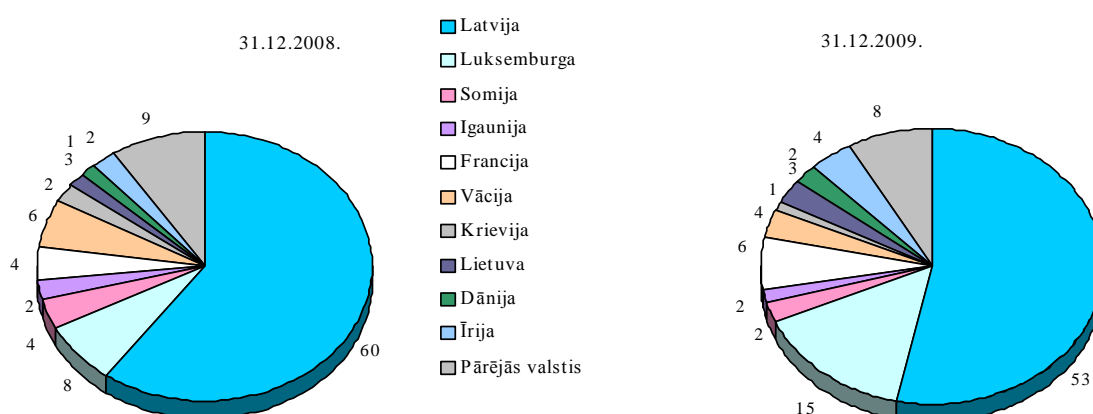 31.12.2008.
9
2
1
3
2
6
4
2
4
8
60
Latvija
Luksemburga
Somija
Igaunija
Francija
Vācija
Krievija
Lietuva
Dānija
Īrija
Pārējās valstis
31.12.2009.
8
4
2
3
1
4
6
2
2
15
53